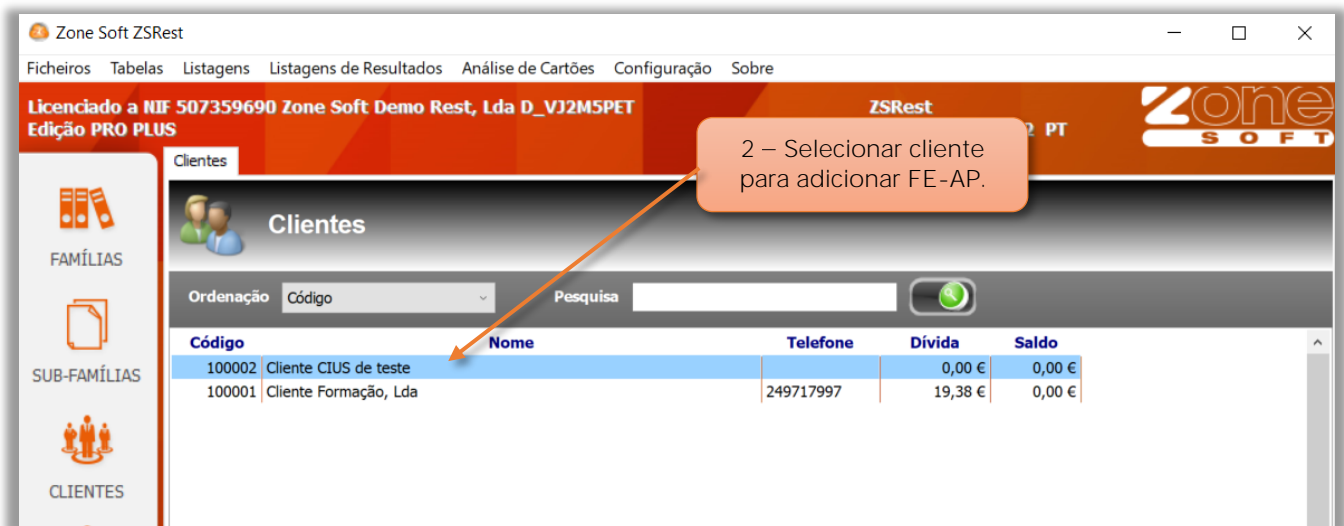 Zone Soft ZSRest
Ficheiros Tabelas Listagens Listagens de Resultados Análise de Cartões Configuração Sobre
Licenciado a NIF 507359690 Zone Soft Demo Rest, Lda D_VJ2M5PET
Edição PRO PLUS
ZSRest
PT
zone
SOFT
2 – Selecionar cliente
para adicionar FE-AP.
Clientes
Clientes
FAMÍLIAS
SUB-FAMÍLIAS
CLIENTES
Ordenação Código Pesquisa
Código Nome Telefone Dívida Saldo
100002 Cliente CIUS de teste 0,00 € 0,00 €
100001 Cliente Formação, Lda 249717997 19,38 € 0,00 €